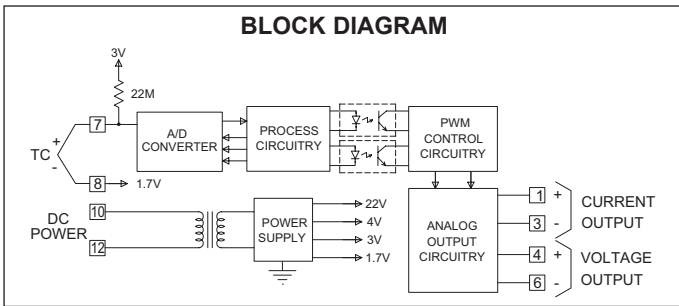 BLOCK DIAGRAM
3V
22M
7
TC
+
-
8
1.7V
A/D
CONVERTER
PROCESS
CIRCUITRY
PWM
CONTROL
CIRCUITRY
DC
POWER
10
12
POWER
SUPPLY
22V
4V
3V
1.7V
ANALOG
OUTPUT
CIRCUITRY
1 +
3 -
CURRENT
OUTPUT
4 +
6 -
VOLTAGE
OUTPUT